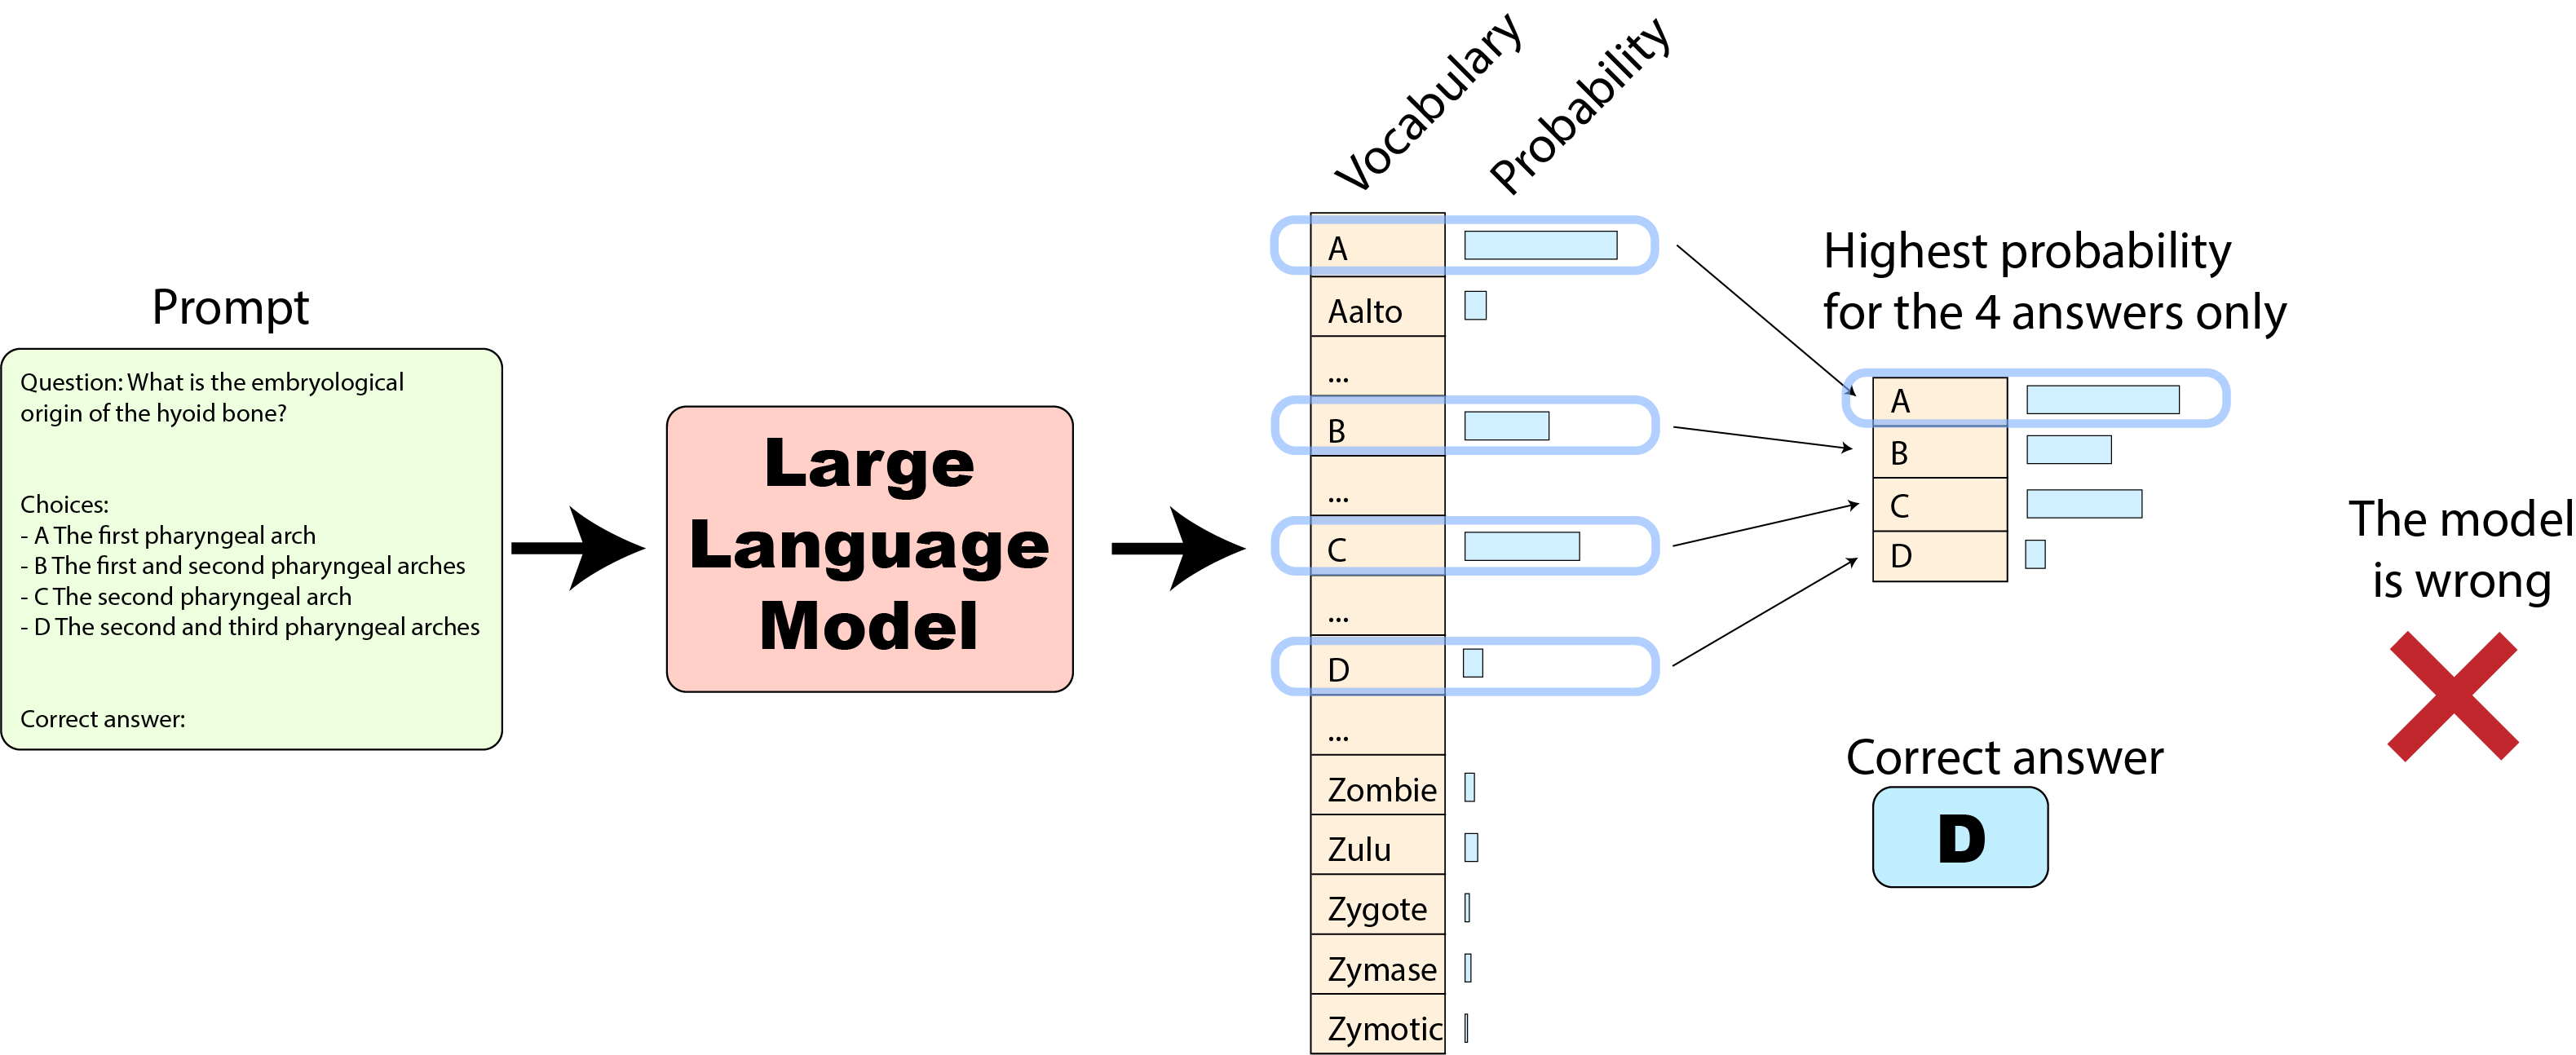 Prompt
Question: What is the embryological
origin of the hyoid bone?
Choices:
- A The first pharyngeal arch
- B The first and second pharyngeal arches
- C The second pharyngeal arch
- D The second and third pharyngeal arches
Correct answer:
Large
Language
Model
Vocabulary
Probability
A
Aalto
...
B
...
C
...
D
...
Zombie
Zulu
Zygote
Zymase
Zymotic
Highest probability
for the 4 answers only
A
B
C
D
Correct answer
D
The model
is wrong